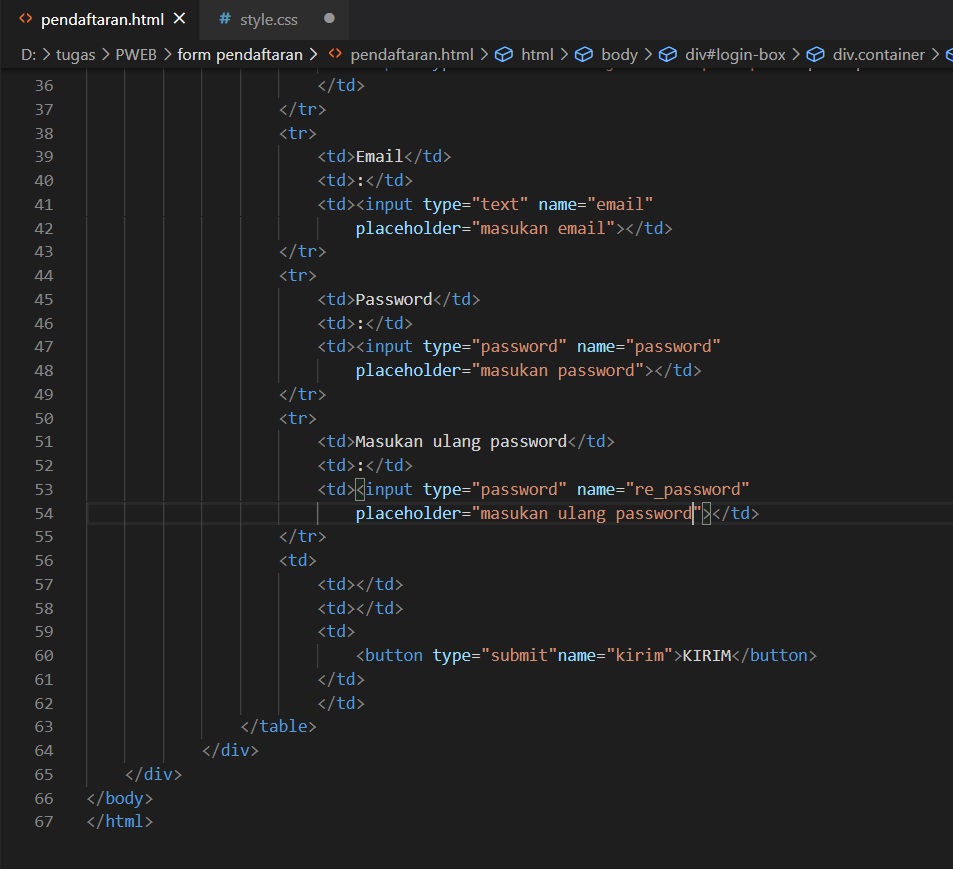 pendaftaran.html
style.css
D: > tugas > PWEB > form pendaftaran > pendaftaran.html > html > body > div#login-box > div.container >
36 </td>
37 </tr>
38 <tr>
39 <td>Email</td>
40 <td>:</td>
41 <td><input type="text" name="email"
42 placeholder="masukan email"></td>
43 </tr>
44 <tr>
45 <td>Password</td>
46 <td>:</td>
47 <td><input type="password" name="password"
48 placeholder="masukan password"></td>
49 </tr>
50 <tr>
51 <td>Masukan ulang password</td>
52 <td>:</td>
53 <td><input type="password" name="re_password"
54 placeholder="masukan ulang password"></td>
55 </tr>
56 <td>
57 <td></td>
58 <td></td>
59 <td>
60 <button type="submit"name="kirim">KIRIM</button>
61 </td>
62 </td>
63 </table>
64 </div>
65 </div>
66 </body>
67 </html>